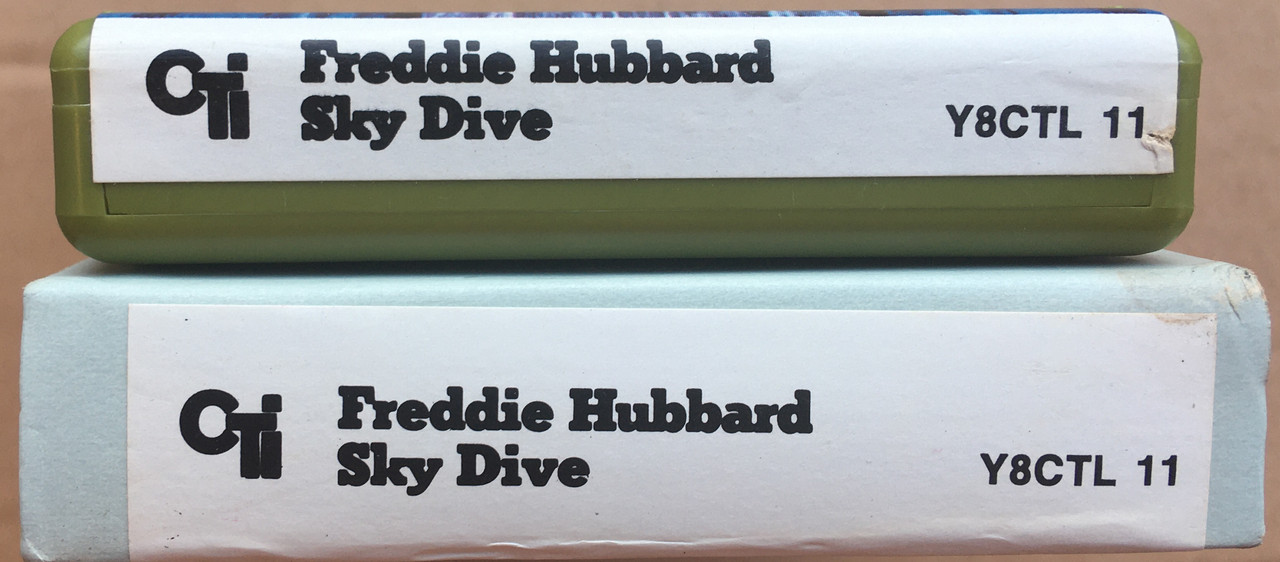 CTi
Freddie Hubbard
Sky Dive
Y8CTL 11
CTi
Freddie Hubbard
Sky Dive
Y8CTL 11